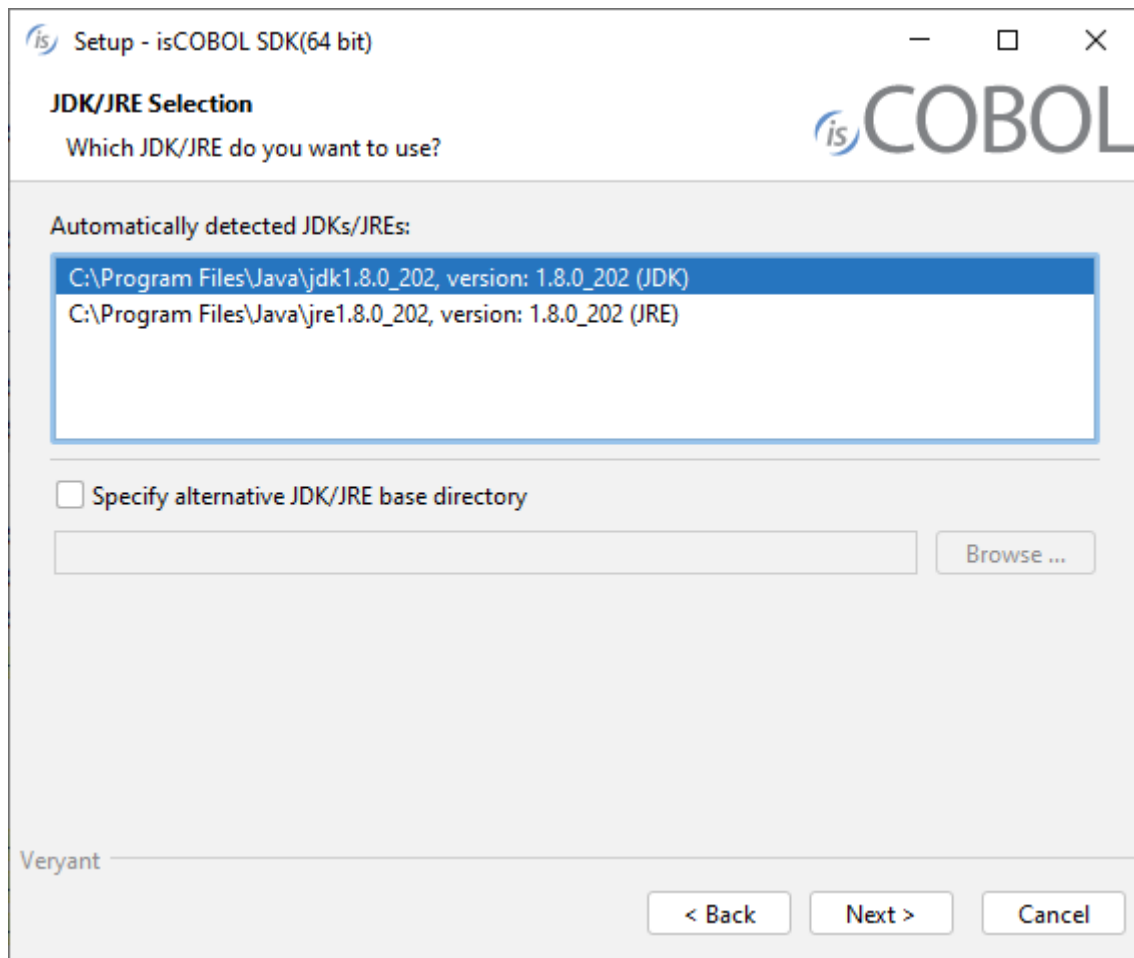 is Setup - isCOBOL SDK(64 bit)
JDK/JRE Selection
Which JDK/JRE do you want to use?
isCOBOL
Automatically detected JDKs/JREs:
C:\Program Files\Java\jdk1.8.0_202, version: 1.8.0_202 (JDK)
C:\Program Files\Java\jre1.8.0_202, version: 1.8.0_202 (JRE)
Specify alternative JDK/JRE base directory
Browse ...
Veryant
< Back Next > Cancel